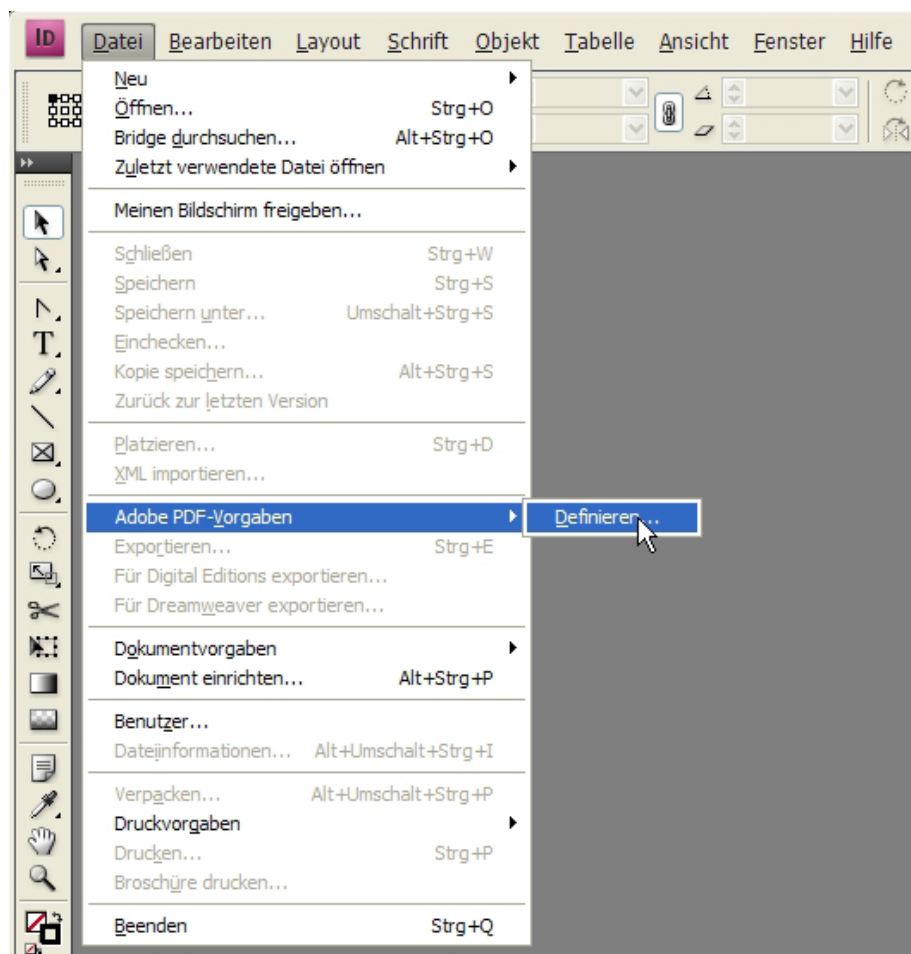 ID Datei Bearbeiten Layout Schrift Objekt Tabelle Ansicht Fenster Hilfe
Neu
Öffnen... Strg+O
Bridge durchsuchen... Alt+Strg+O
Zuletzt verwendete Datei öffnen
Meinen Bildschirm freigeben...
Schließen Strg+W
Speichern Strg+S
Speichern unter... Umschalt+Strg+S
Einchecken...
Kopie speichern... Alt+Strg+S
Zurück zur letzten Version
Platzieren... Strg+D
XML importieren...
Adobe PDF-Vorgaben Definieren...
Exportieren... Strg+E
Für Digital Editions exportieren...
Für Dreamweaver exportieren...
Dokumentvorgaben
Dokument einrichten... Alt+Strg+P
Benutzer...
Dateiinformationen... Alt+Umschalt+Strg+I
Verpacken... Alt+Umschalt+Strg+P
Druckvorgaben
Drucken... Strg+P
Broschüre drucken...
Beenden Strg+Q